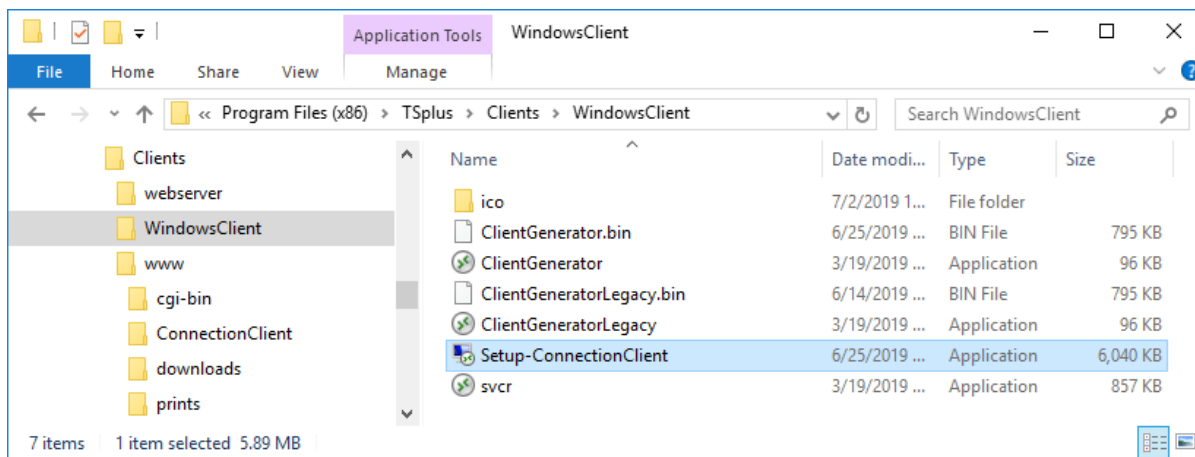 Application Tools WindowsClient
File Home Share View Manage
« Program Files (x86) > TSplus > Clients > WindowsClient Search WindowsClient
Clients
webserver
WindowsClient
www
cgi-bin
ConnectionClient
downloads
prints
Name Date modi... Type Size
ico 7/2/2019 1... File folder
ClientGenerator.bin 6/25/2019 ... BIN File 795 KB
ClientGenerator 3/19/2019 ... Application 96 KB
ClientGeneratorLegacy.bin 6/14/2019 ... BIN File 795 KB
ClientGeneratorLegacy 3/19/2019 ... Application 96 KB
Setup-ConnectionClient 6/25/2019 ... Application 6,040 KB
svcr 3/19/2019 ... Application 857 KB
7 items 1 item selected 5.89 MB